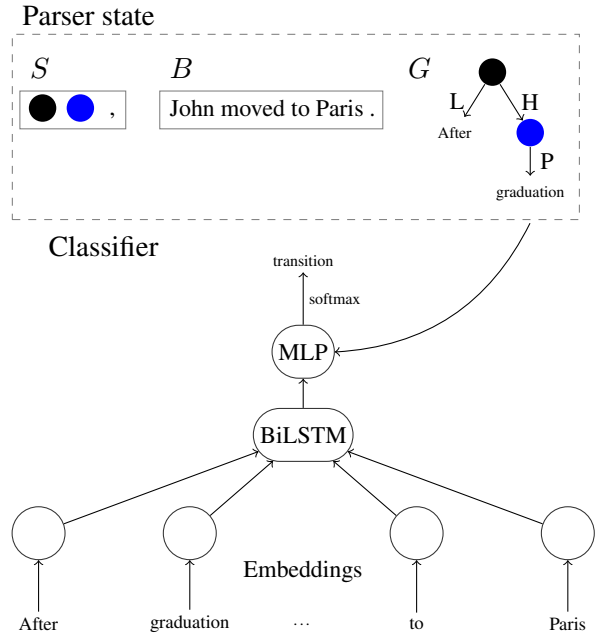 Parser state
S B G
,
John moved to Paris .
L H
After
P
graduation
Classifier
transition
softmax
MLP
BiLSTM
Embeddings
After graduation ... to Paris